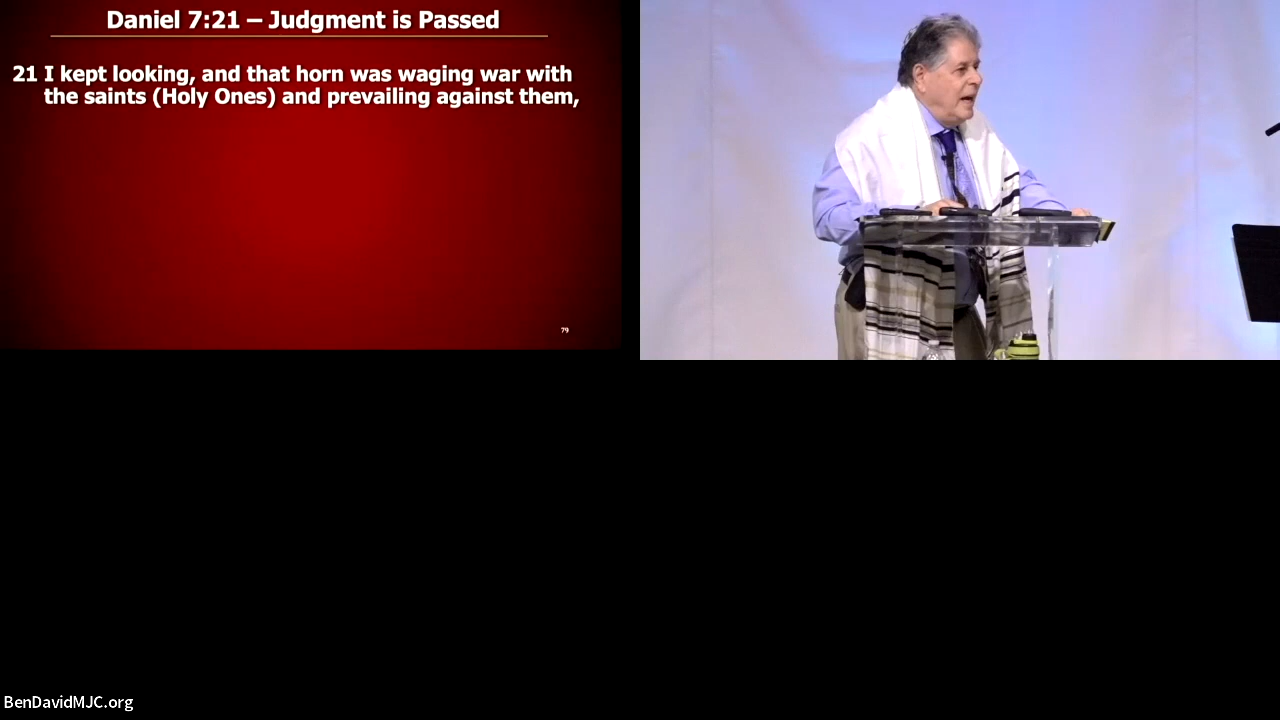 Daniel 7:21 – Judgment is Passed
21 I kept looking, and that horn was waging war with
the saints (Holy Ones) and prevailing against them,
79
BenDavidMJC.org